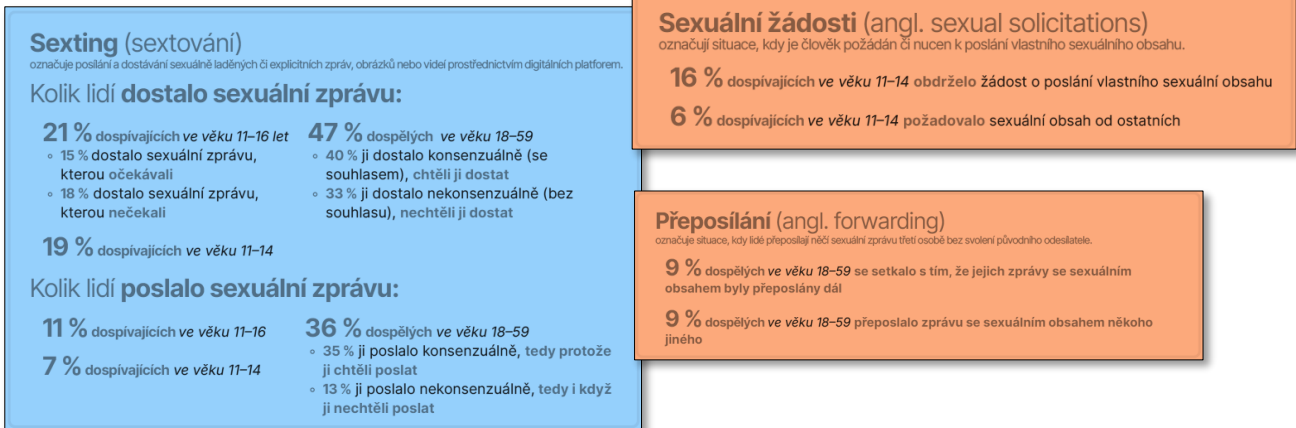 Sexting (sextování)
označuje posílání a dostávání sexuálně laděných či explicitních zpráv, obrázků nebo videí prostřednictvím digitálních platforem.
Kolik lidí dostalo sexuální zprávu:
21 % dospívajících ve věku 11–16 let
15 % dostalo sexuální zprávu,
kterou očekávali
18 % dostalo sexuální zprávu,
kterou nečekali
19 % dospívajících ve věku 11–14
47 % dospělých ve věku 18–59
40 % ji dostalo konsenzuálně (se
souhlasem), chtěli ji dostat
33 % ji dostalo nekonsenzuálně (bez
souhlasu), nechtěli ji dostat
Kolik lidí poslalo sexuální zprávu:
11 % dospívajících ve věku 11–16
7 % dospívajících ve věku 11–14
36 % dospělých ve věku 18–59
35 % ji poslalo konsenzuálně, tedy protože
ji chtěli poslat
13 % ji poslalo nekonsenzuálně, tedy i když
ji nechtěli poslat
Sexuální žádosti (angl. sexual solicitations)
označují situace, kdy je člověk požádán či nucen k poslání vlastního sexuálního obsahu.
16 % dospívajících ve věku 11–14 obdrželo žádost o poslání vlastního sexuální obsahu
6 % dospívajících ve věku 11–14 požadovalo sexuální obsah od ostatních
Přeposílání (angl. forwarding)
označuje situace, kdy lidé přeposílají něčí sexuální zprávu třetí osobě bez svolení původního odesílatele.
9 % dospělých ve věku 18–59 se setkalo s tím, že jejich zprávy se sexuálním
obsahem byly přeposlány dál
9 % dospělých ve věku 18–59 přeposlalo zprávu se sexuálním obsahem někoho
jiného